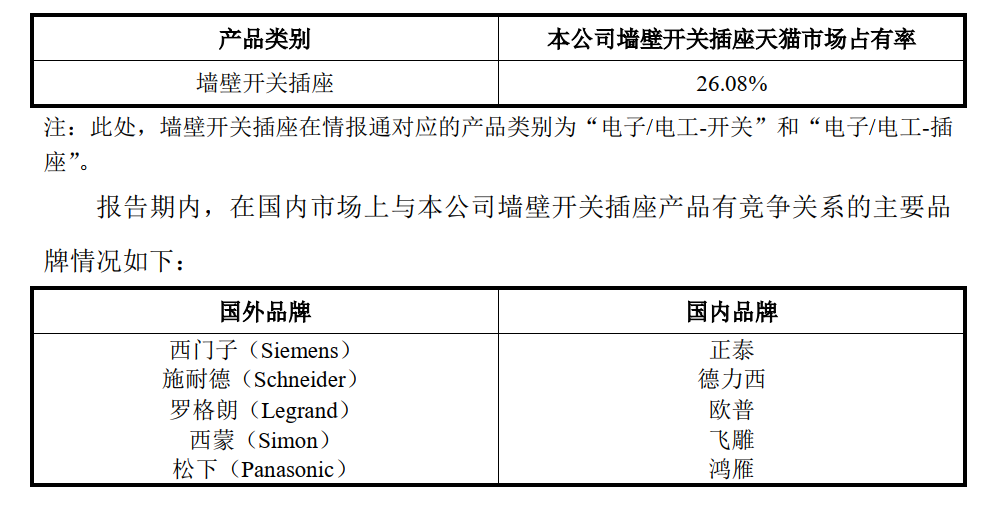 产品类别 本公司墙壁开关插座天猫市场占有率
墙壁开关插座 26.08%
注：此处，墙壁开关插座在情报通对应的产品类别为“电子/电工-开关”和“电子/电工-插
座”。
报告期内，在国内市场上与本公司墙壁开关插座产品有竞争关系的主要品
牌情况如下：
国外品牌 国内品牌
西门子（Siemens） 正泰
施耐德（Schneider） 德力西
罗格朗（Legrand） 欧普
西蒙（Simon） 飞雕
松下（Panasonic） 鸿雁